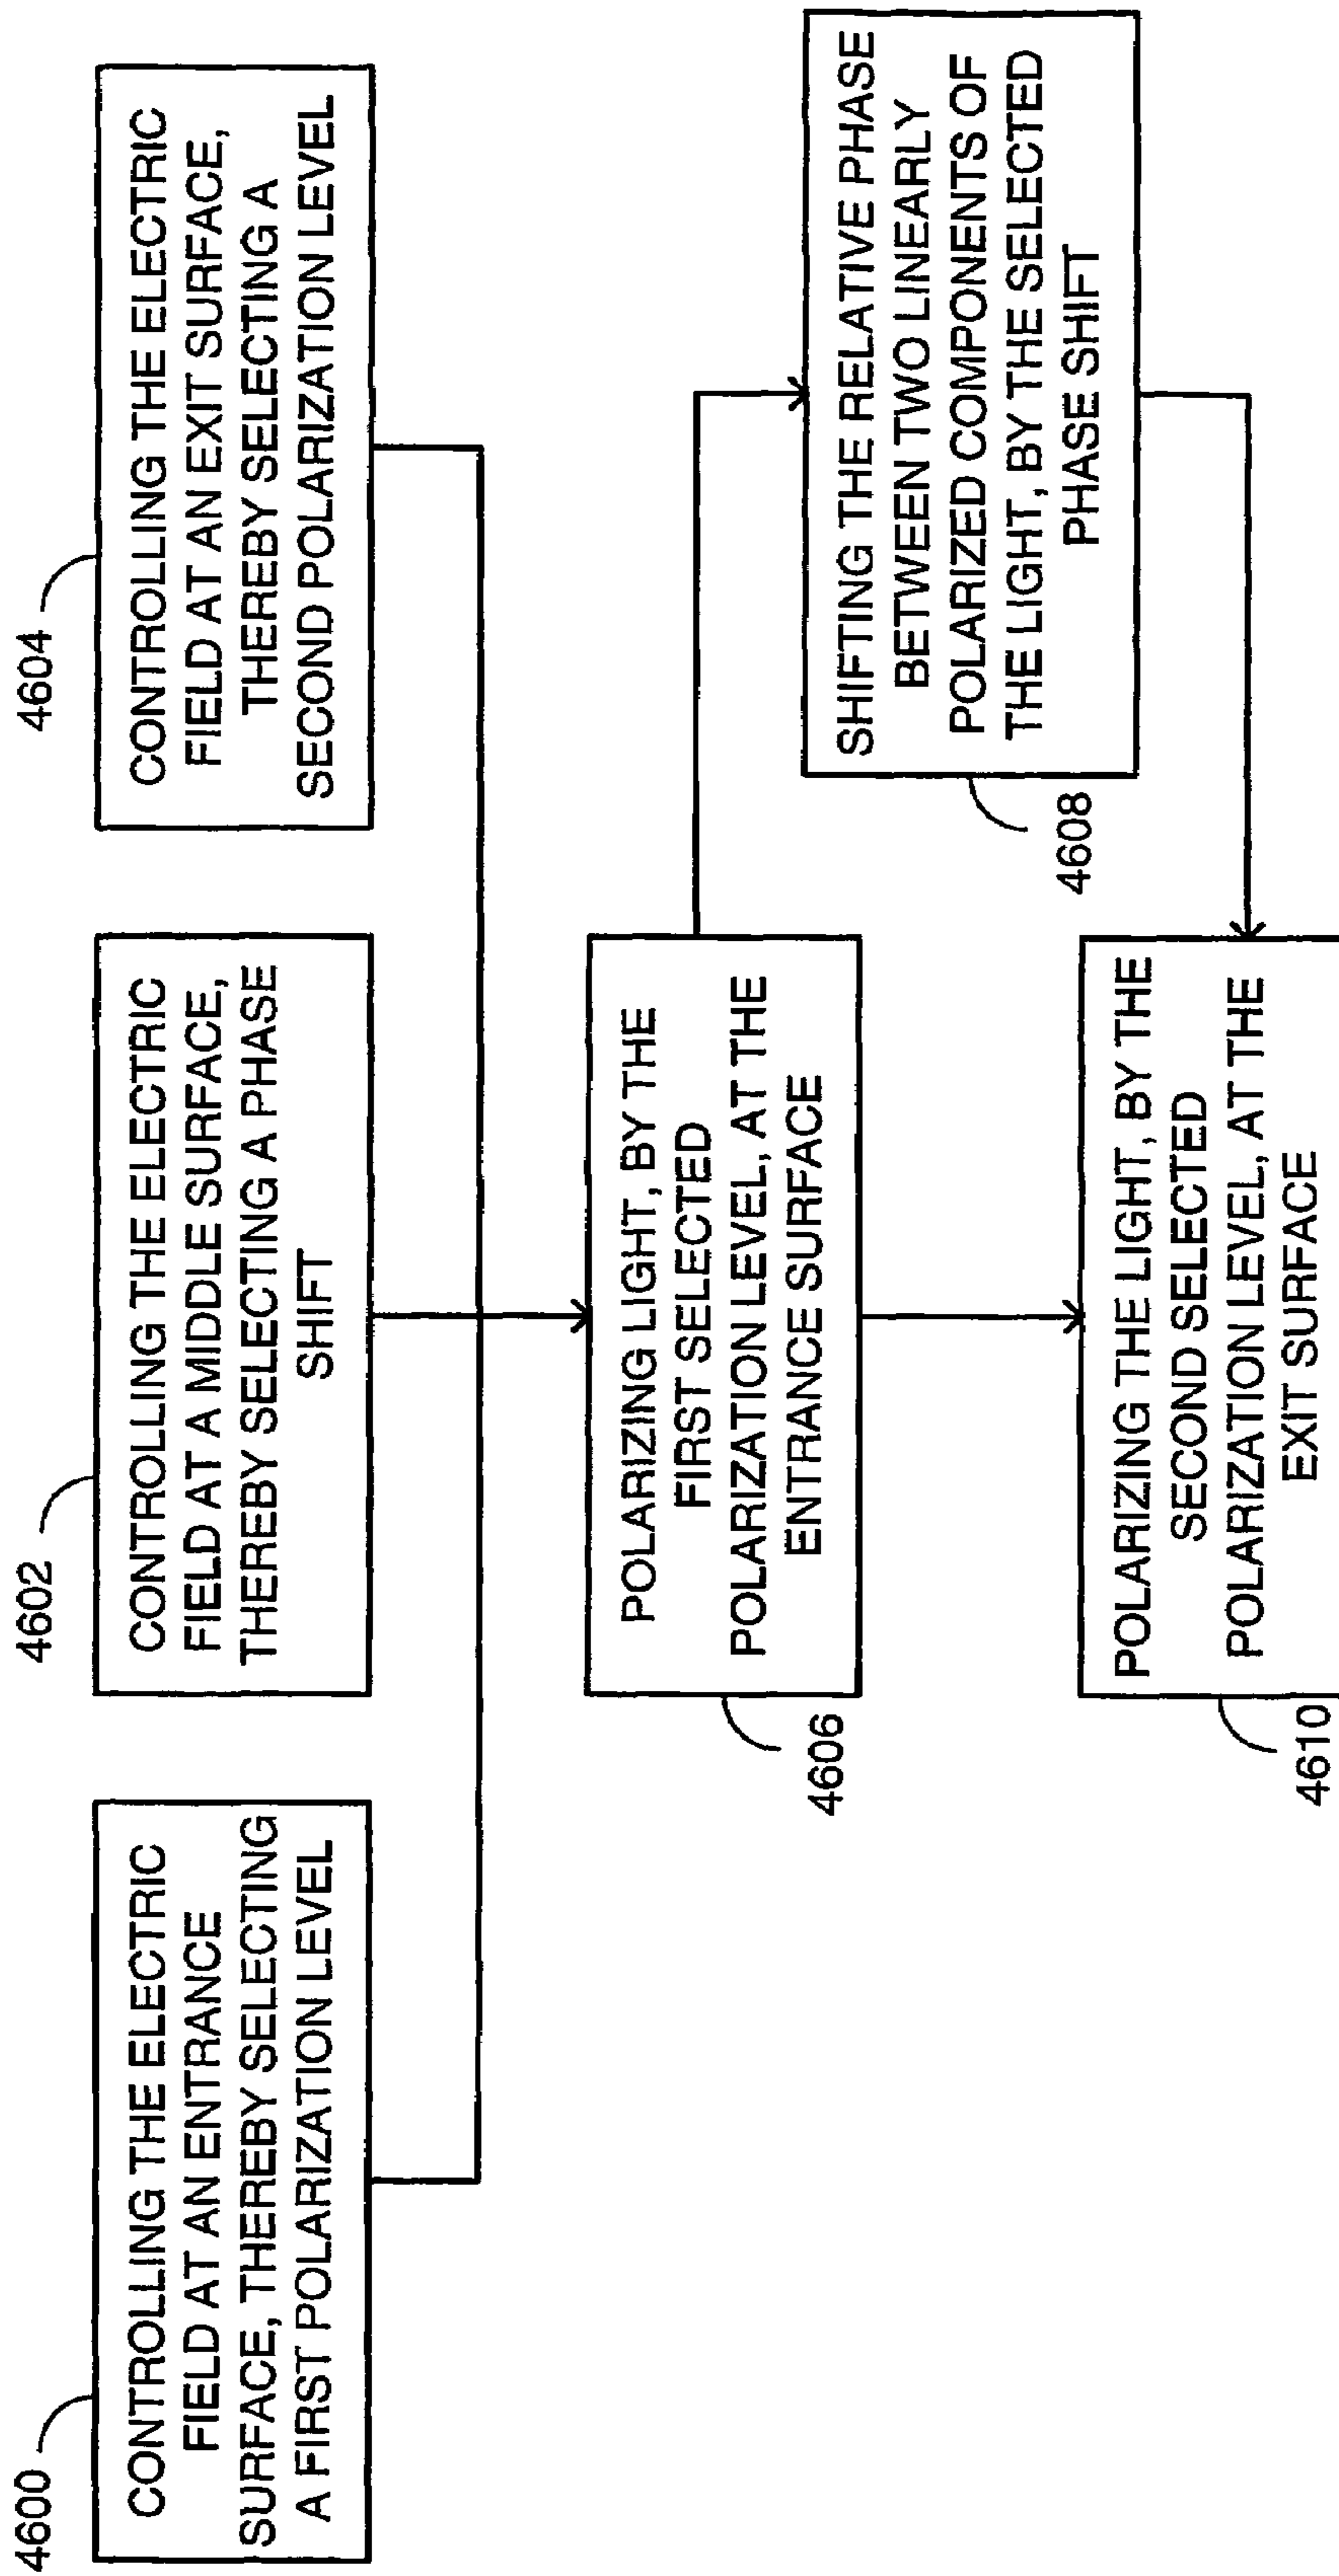 4600
CONTROLLING THE ELECTRIC
FIELD AT AN ENTRANCE
SURFACE, THEREBY SELECTING
A FIRST POLARIZATION LEVEL
4602
CONTROLLING THE ELECTRIC
FIELD AT A MIDDLE SURFACE,
THEREBY SELECTING A PHASE
SHIFT
4604
CONTROLLING THE ELECTRIC
FIELD AT AN EXIT SURFACE,
THEREBY SELECTING A
SECOND POLARIZATION LEVEL
4606
POLARIZING LIGHT, BY THE
FIRST SELECTED
POLARIZATION LEVEL, AT THE
ENTRANCE SURFACE
4608
SHIFTING THE RELATIVE PHASE
BETWEEN TWO LINEARLY
POLARIZED COMPONENTS OF
THE LIGHT, BY THE SELECTED
PHASE SHIFT
4610
POLARIZING THE LIGHT, BY THE
SECOND SELECTED
POLARIZATION LEVEL, AT THE
EXIT SURFACE